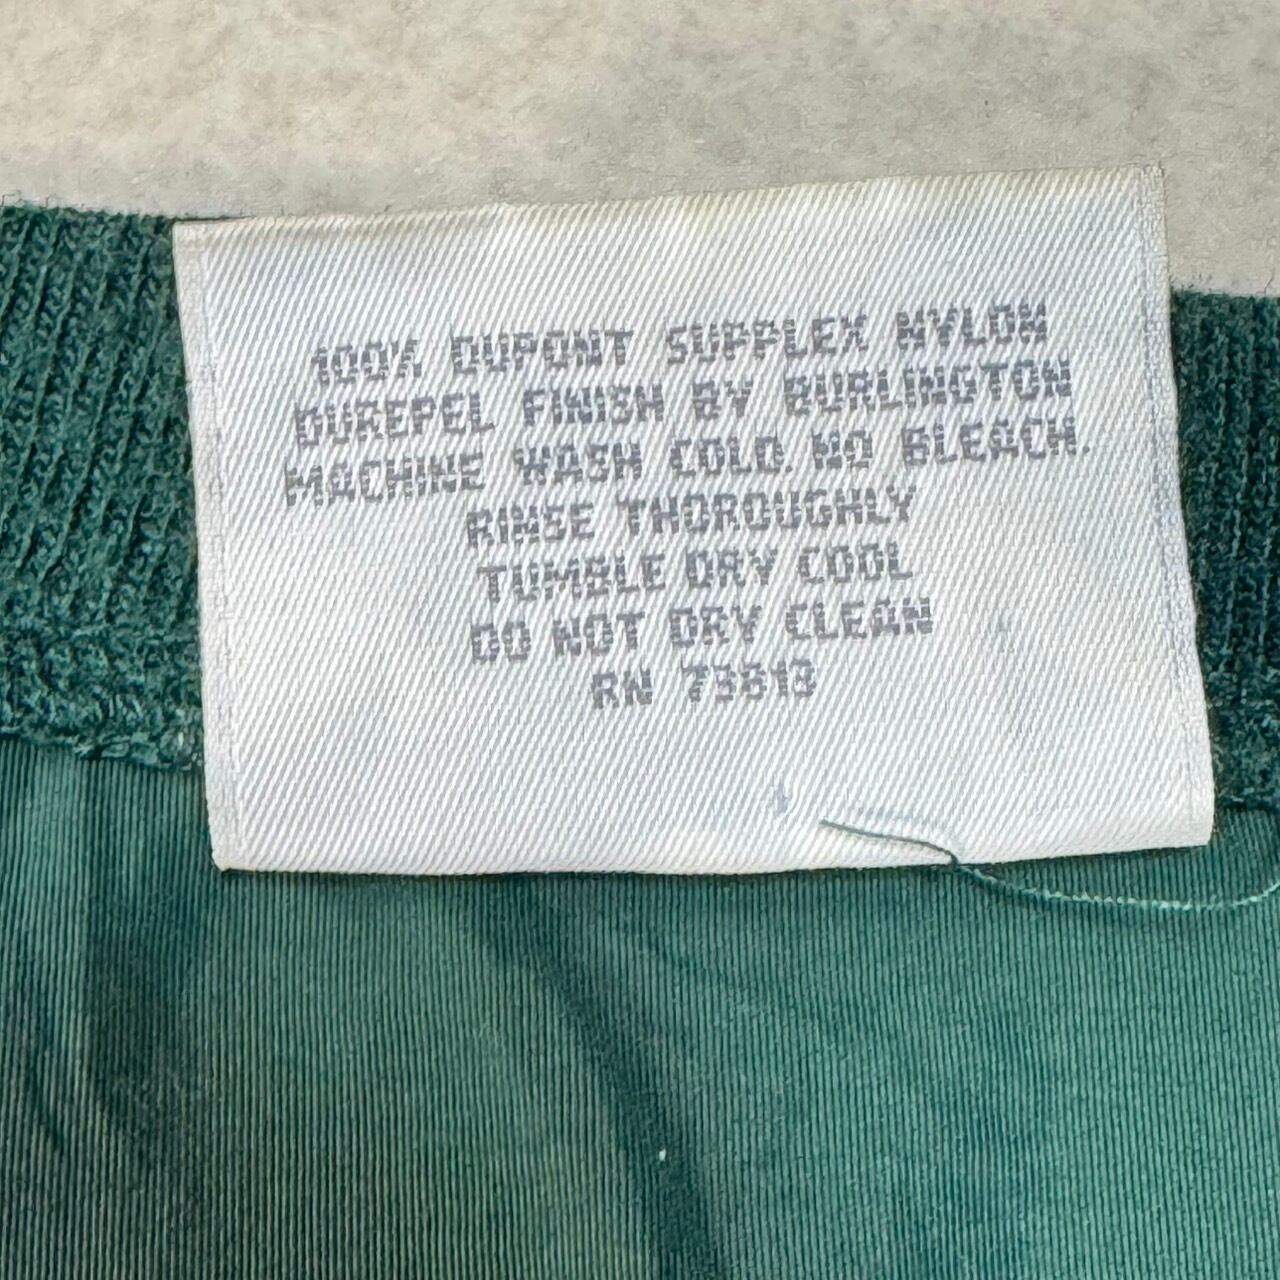 100% DUPONT SUPPLEX NYLON
DUREPEL FINISH BY BURLINGTON
MACHINE WASH COLD. NO BLEACH.
RINSE THOROUGHLY
TUMBLE DRY COOL
DO NOT DRY CLEAN
RN 73813